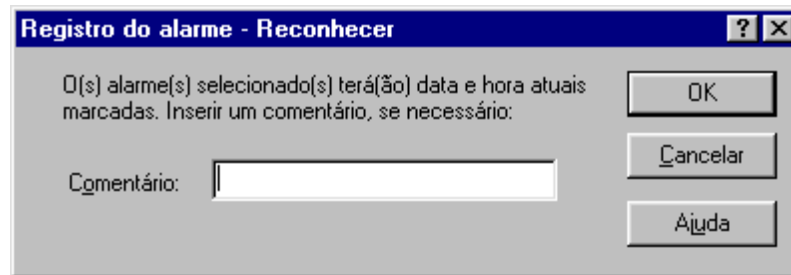 Registro do alarme - Reconhecer
O(s) alarme(s) selecionado(s) terá(ão) data e hora atuais
marcadas. Inserir um comentário, se necessário:
OK
Cancelar
Comentário:
Ajuda